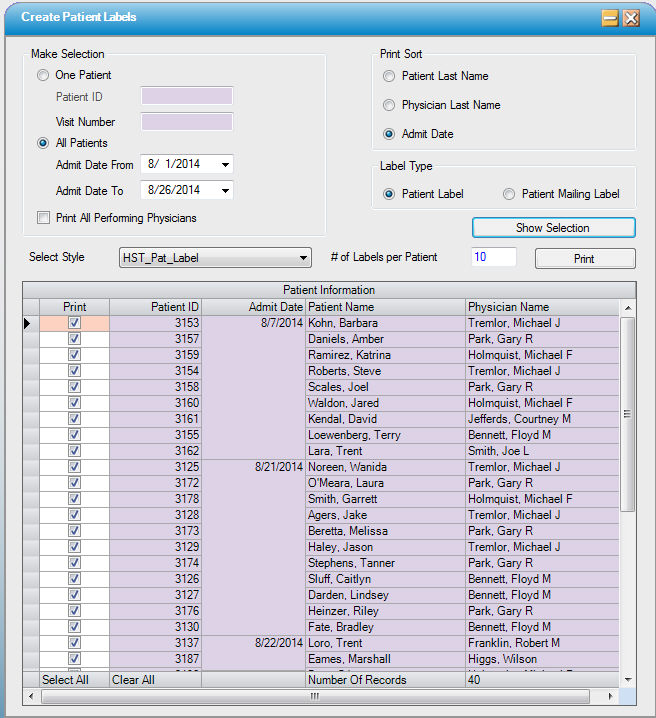 Create Patient Labels
Make Selection
One Patient
Patient ID
Visit Number
All Patients
Admit Date From 8/ 1/2014
Admit Date To 8/26/2014
Print All Performing Physicians
Print Sort
Patient Last Name
Physician Last Name
Admit Date
Label Type
Patient Label Patient Mailing Label
Show Selection
Select Style HST_Pat_Label # of Labels per Patient 10 Print
Patient Information
Print Patient ID Admit Date Patient Name Physician Name
3153 8/7/2014 Kohn, Barbara Tremlor, Michael J
3157 Daniels, Amber Park, Gary R
3159 Ramirez, Katrina Holmquist, Michael F
3154 Roberts, Steve Tremlor, Michael J
3158 Scales, Joel Park, Gary R
3160 Waldon, Jared Holmquist, Michael F
3161 Kendal, David Jefferds, Courtney M
3155 Loewenberg, Terry Bennett, Floyd M
3162 Lara, Trent Smith, Joe L
3125 8/21/2014 Noreen, Wanida Tremlor, Michael J
3172 O'Meara, Laura Park, Gary R
3178 Smith, Garrett Holmquist, Michael F
3128 Agers, Jake Tremlor, Michael J
3173 Beretta, Melissa Park, Gary R
3129 Haley, Jason Tremlor, Michael J
3174 Stephens, Tanner Park, Gary R
3126 Sluff, Caitlyn Bennett, Floyd M
3127 Darden, Lindsey Bennett, Floyd M
3176 Heinzer, Riley Park, Gary R
3130 Fate, Bradley Bennett, Floyd M
3137 8/22/2014 Loro, Trent Franklin, Robert M
3187 Eames, Marshall Higgs, Wilson
Select All Clear All Number Of Records 40